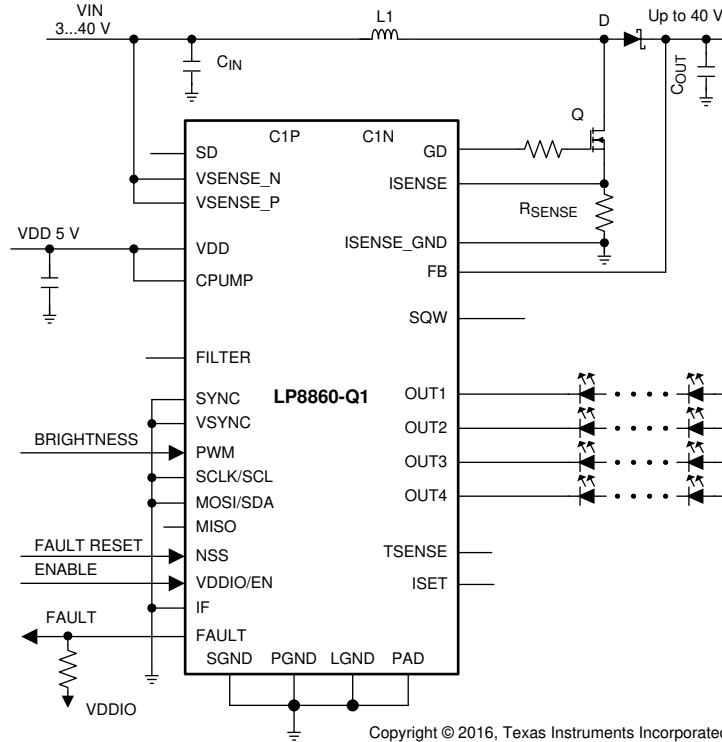 VIN
3...40 V
L1
D
Up to 40 V
CIN
COUT
Q
C1P
C1N
SD
GD
VSENSE_N
ISENSE
VSENSE_P
RSENSE
VDD 5 V
VDD
ISENSE_GND
CPUMP
FB
SQW
FILTER
SYNC
LP8860-Q1
OUT1
VSYNC
OUT2
BRIGHTNESS
PWM
OUT3
SCLK/SCL
MOSI/SDA
OUT4
MISO
FAULT RESET
NSS
TSENSE
ENABLE
VDDIO/EN
ISET
IF
FAULT
FAULT
SGND
PGND
LGND
PAD
VDDIO
Copyright © 2016, Texas Instruments Incorporated